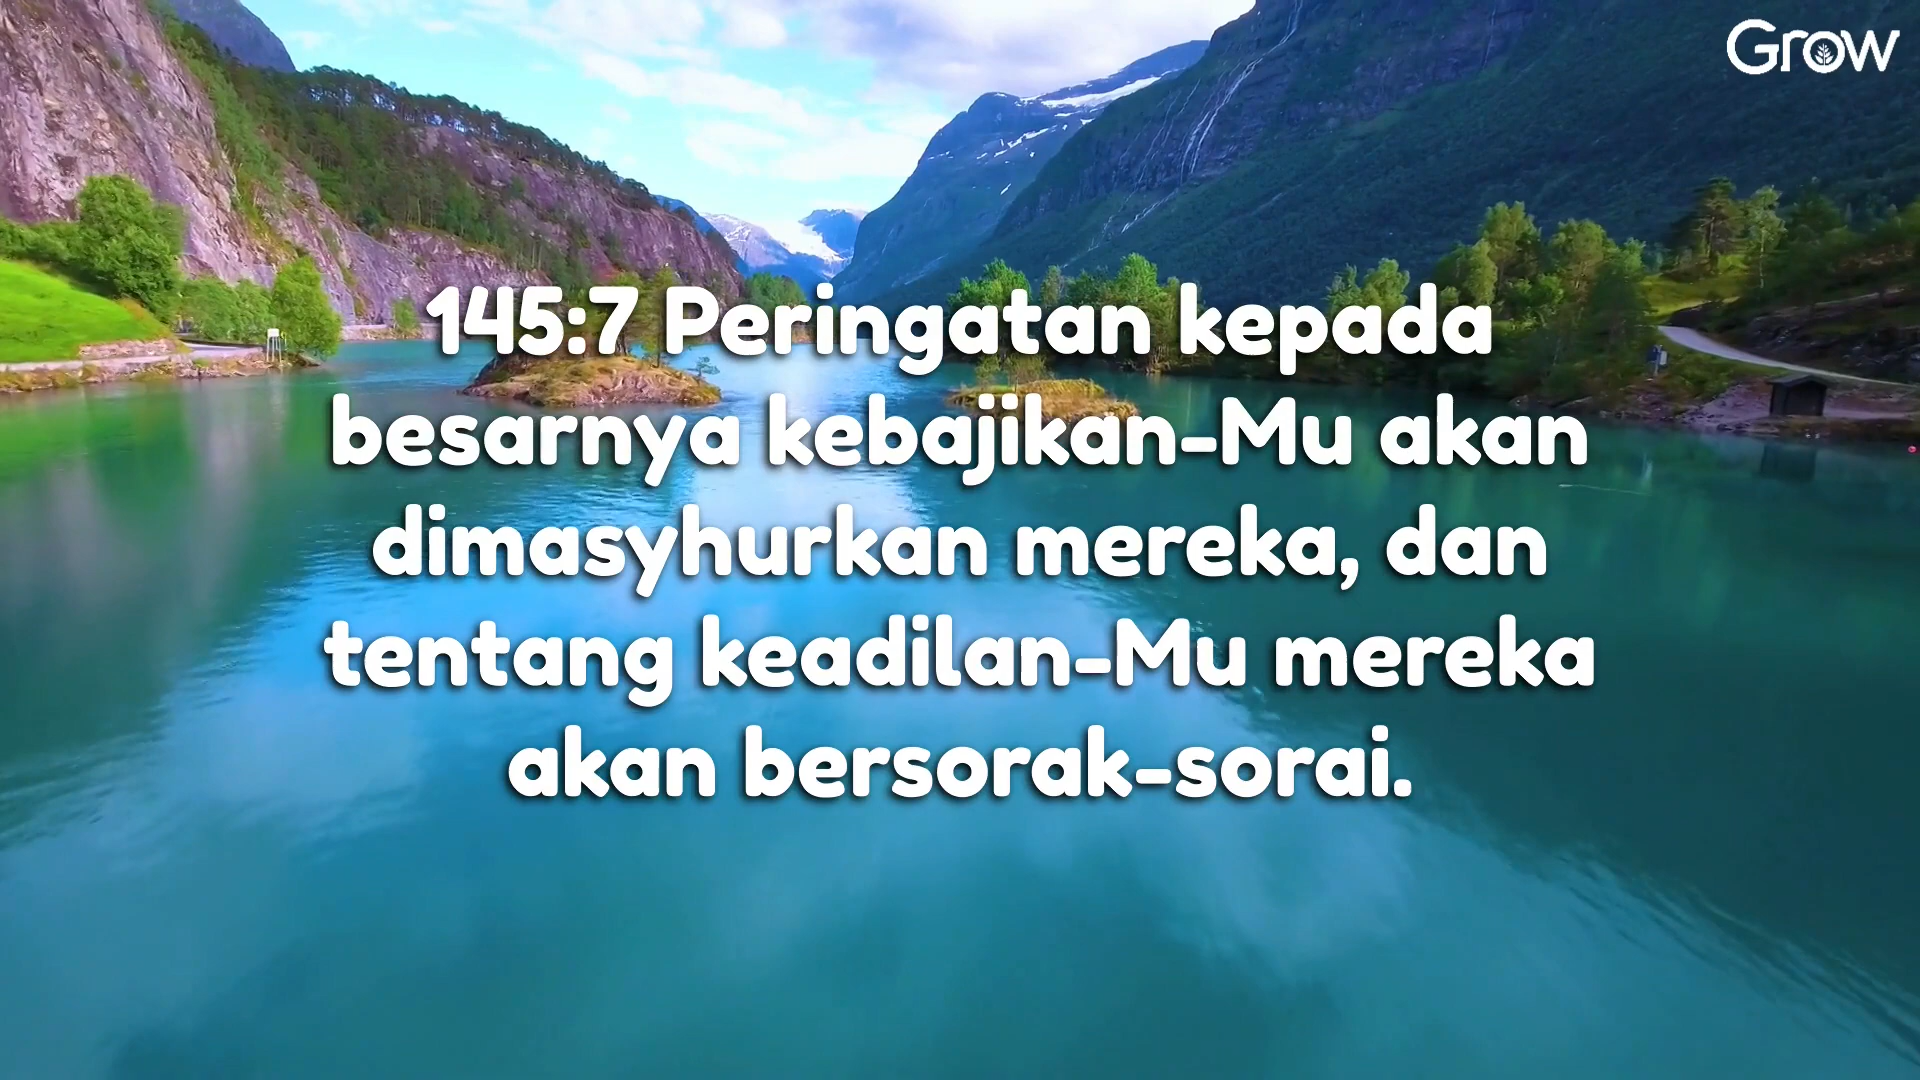 Grow
145:7 Peringatan kepada
besarnya kebajikan-Mu akan
dimasyhurkan mereka, dan
tentang keadilan-Mu mereka
akan bersorak-sorai.